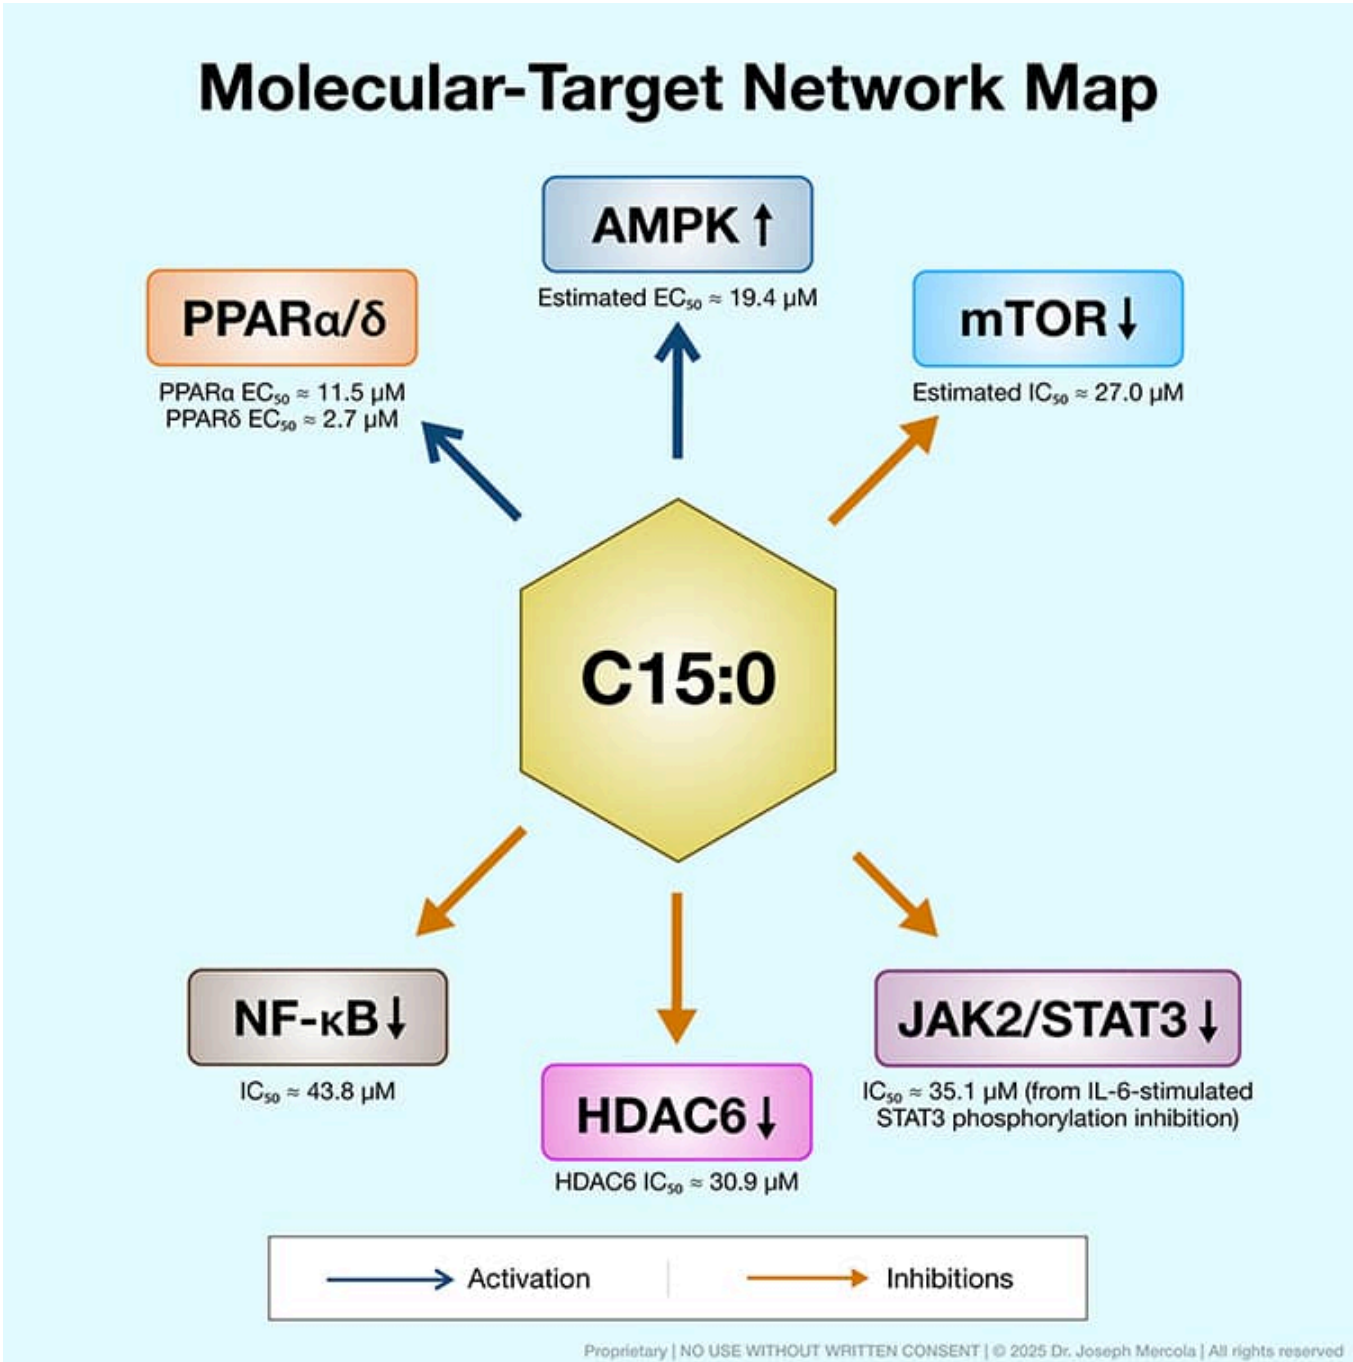 Molecular-Target Network Map
AMPK ↑
Estimated EC₅₀ ≈ 19.4 µM
PPARα/δ
PPARα EC₅₀ ≈ 11.5 µM
PPARδ EC₅₀ ≈ 2.7 µM
mTOR ↓
Estimated IC₅₀ ≈ 27.0 µM
C15:0
NF-κB ↓
IC₅₀ ≈ 43.8 µM
HDAC6 ↓
HDAC6 IC₅₀ ≈ 30.9 µM
JAK2/STAT3 ↓
IC₅₀ ≈ 35.1 µM (from IL-6-stimulated
STAT3 phosphorylation inhibition)
Activation
Inhibitions
Proprietary | NO USE WITHOUT WRITTEN CONSENT | © 2025 Dr. Joseph Mercola | All rights reserved